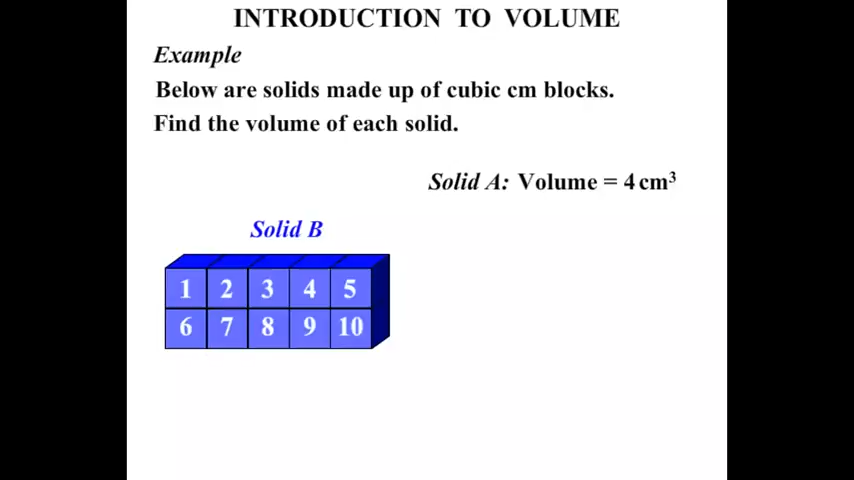 INTRODUCTION TO VOLUME
Example
Below are solids made up of cubic cm blocks.
Find the volume of each solid.
Solid A: Volume = 4 cm³
Solid B
1 2 3 4 5
6 7 8 9 10